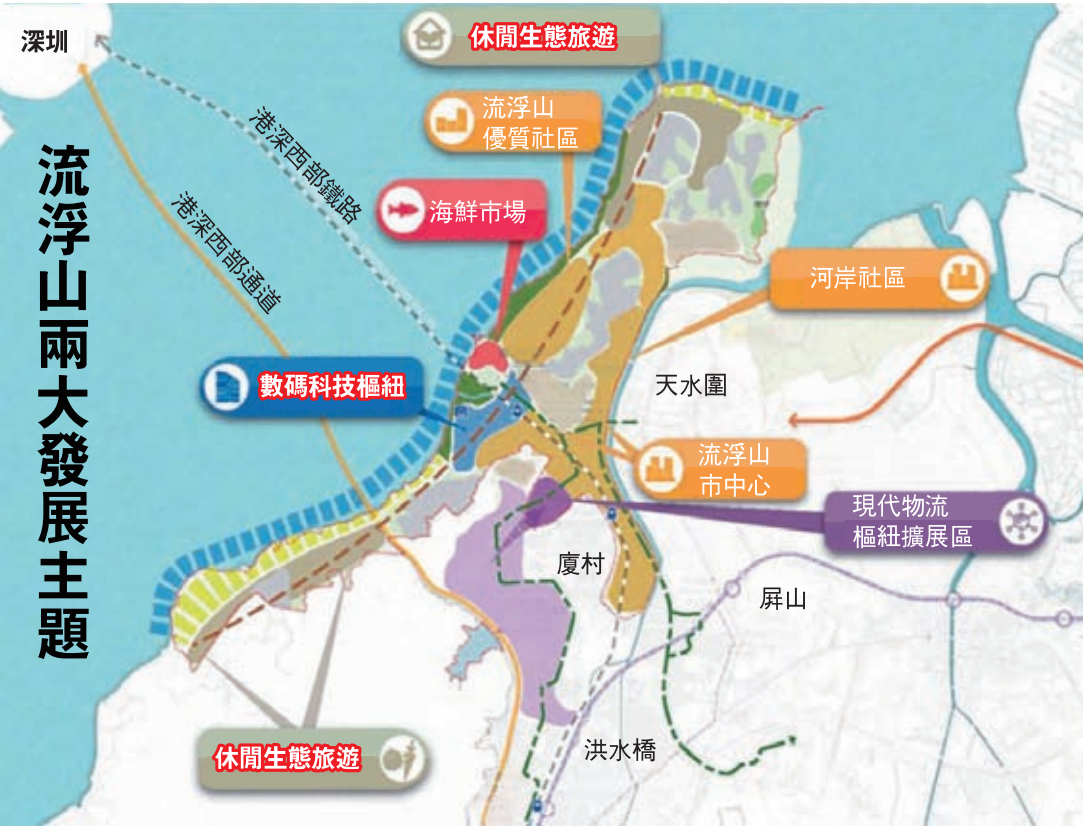 深圳
休閒生態旅遊
流浮山
優質社區
港深西部鐵路
海鮮市場
港深西部通道
流浮山兩大發展主題
河岸社區
數碼科技樞紐
天水圍
流浮山
市中心
現代物流
樞紐擴展區
廈村
屏山
休閒生態旅遊
洪水橋